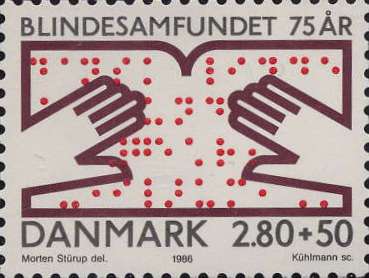 BLINDESAMFUNDET 75 ÅR
DANMARK 2.80+50
Morten Stürup del. 1986 Kühlmann sc.